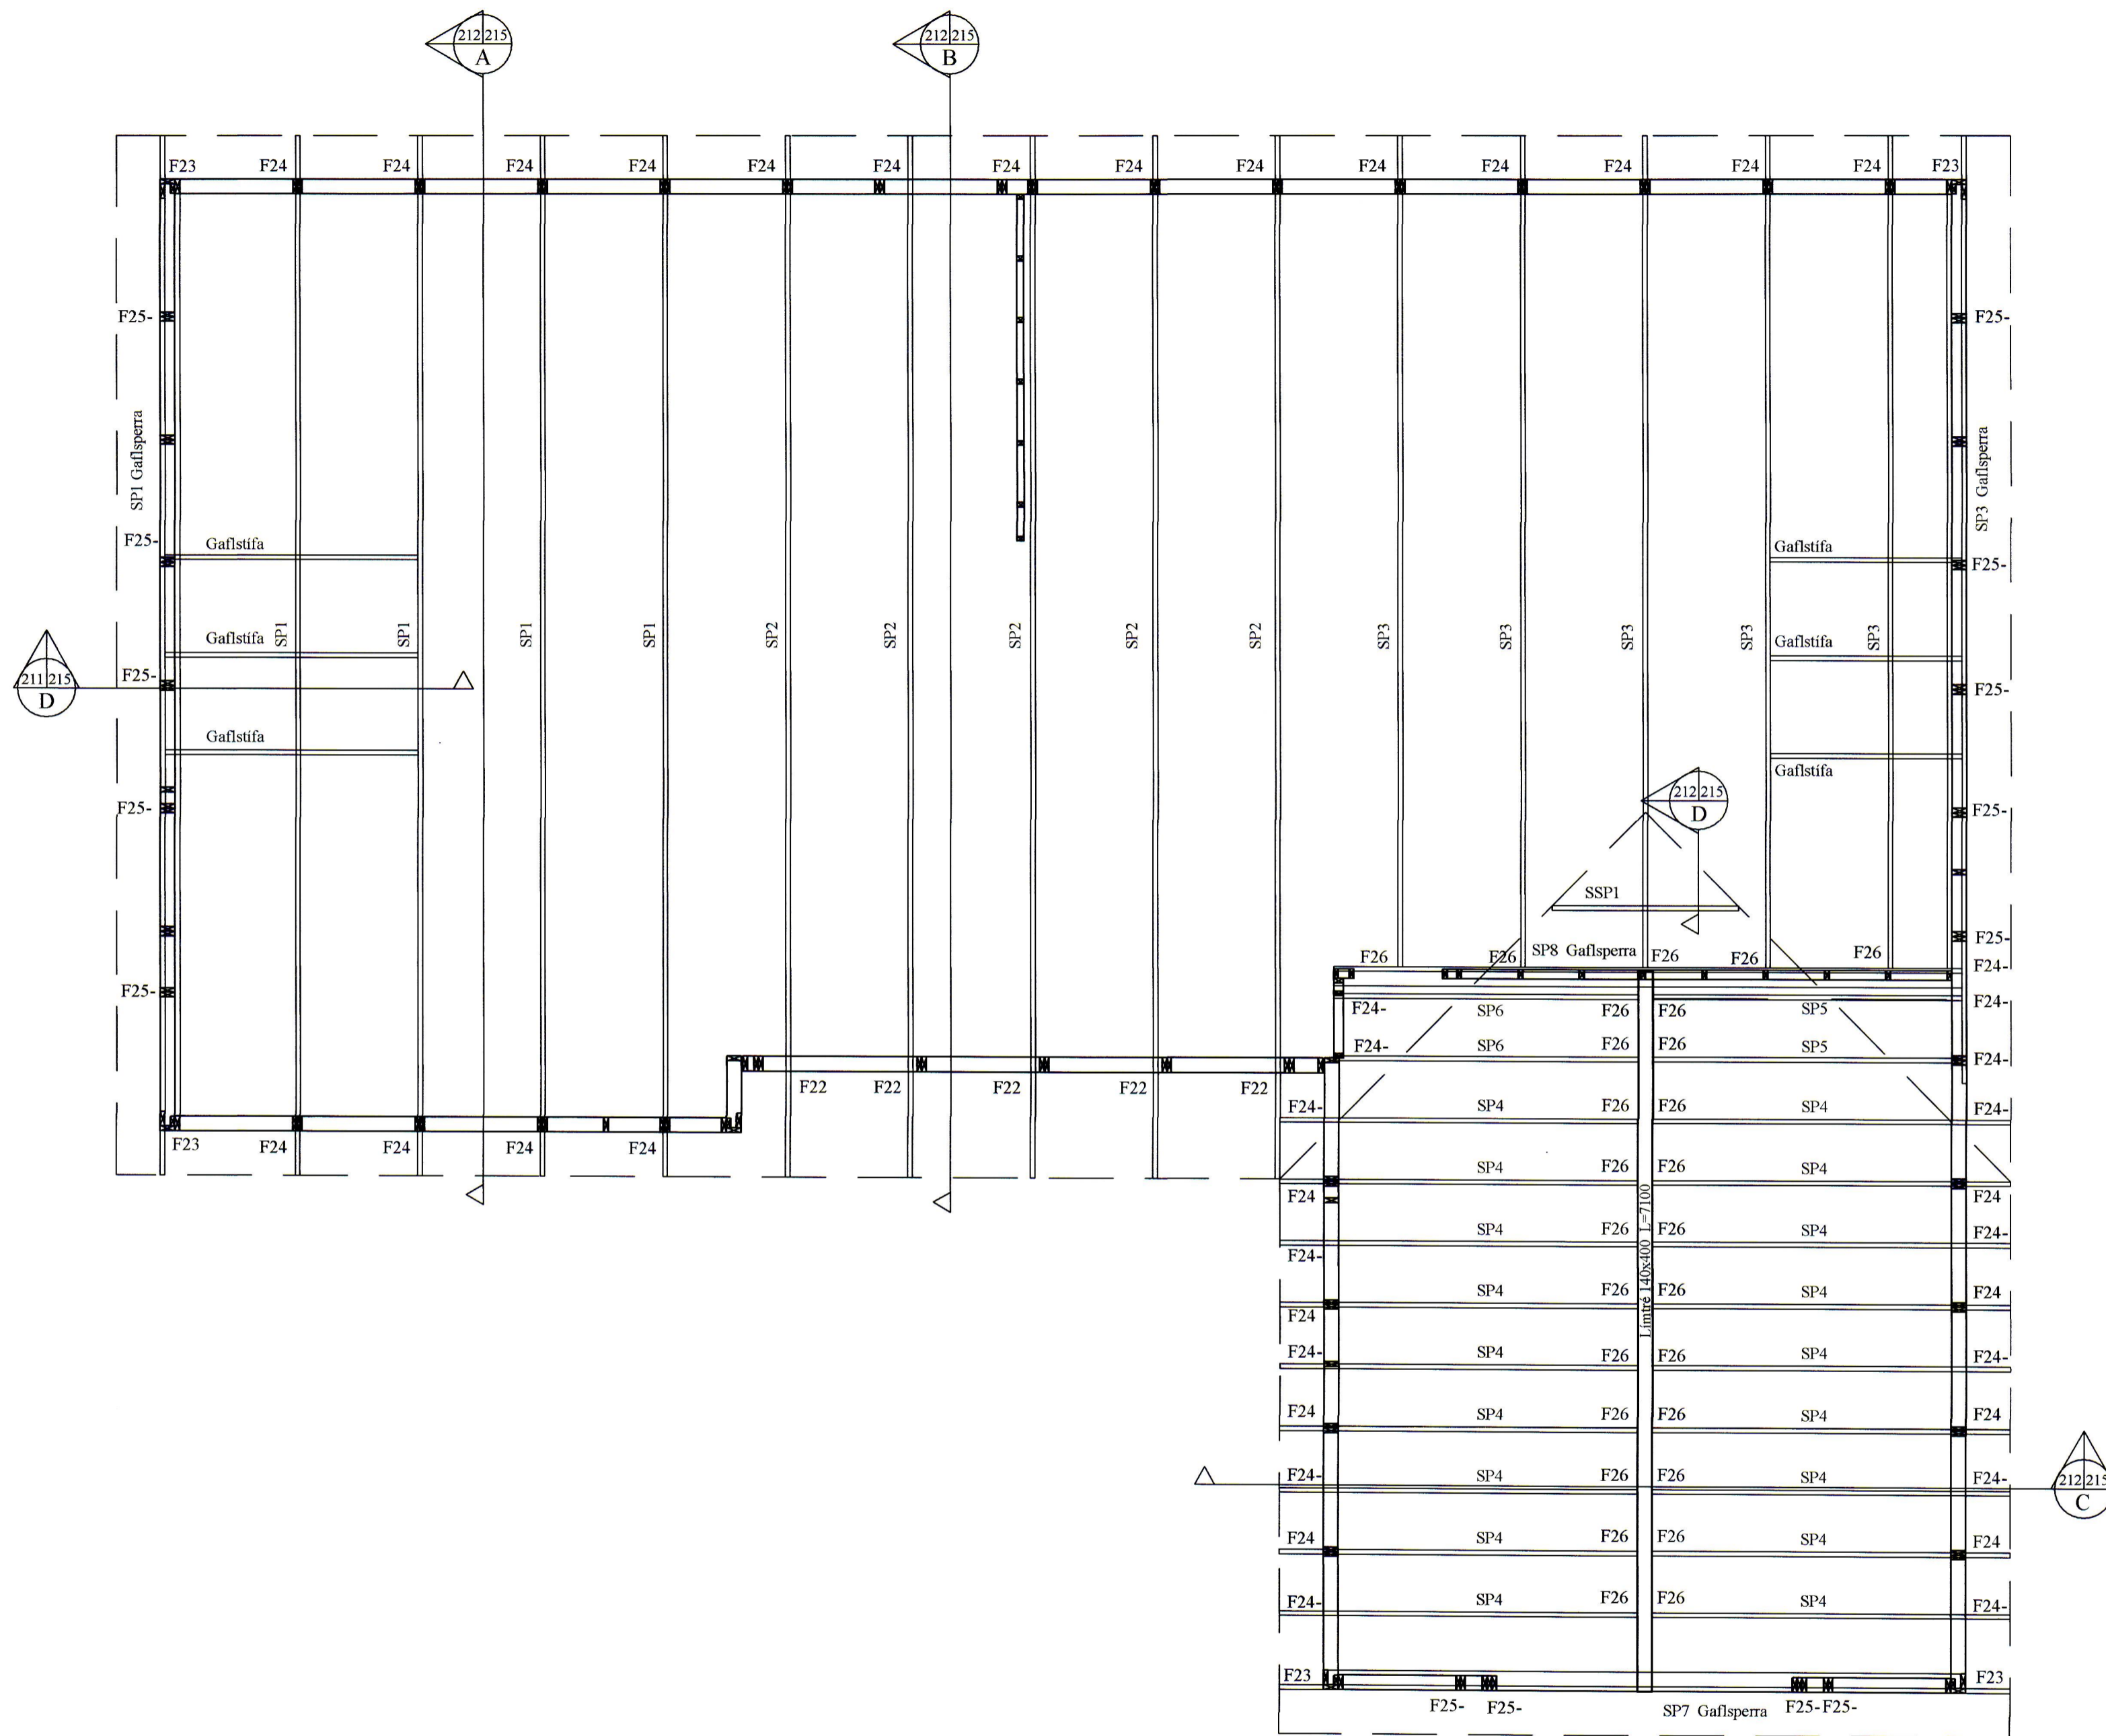 212 215
A
212 215
B
F23 F24 F24 F24 F24 F24 F24 F24 F24 F24 F24 F24 F24 F24 F24 F23
F25- F25-
SP1 Gaflsperra
SP3 Gaflsperra
F25- Gaflstífa Gaflstífa F25-
Gaflstífa SP1 SP1 SP1 SP1 SP2 SP2 SP2 SP2 SP2 SP3 SP3 SP3 SP3 SP3 Gaflstífa
211 215
D
F25- F25-
Gaflstífa Gaflstífa
212 215
D
F25- F25-
SSP1
F25- F26 F26 SP8 Gaflsperra F26 F26 F26 F25-
F24-
F24- SP6 F26 F26 SP5 F24-
F24- SP6 F26 F26 SP5 F24-
F22 F22 F22 F22 F22
F24- SP4 F26 F26 SP4 F24-
F23 F24 F24 F24 F24
SP4 F26 F26 SP4
F24 F24
Límtré 140x400 L=7100
SP4 F26 F26 SP4 F24-
F24-
SP4 F26 F26 SP4 F24
F24
F24- SP4 F26 F26 SP4 F24-
F24 SP4 F26 F26 SP4 F24
F24- SP4 F26 F26 SP4 F24-
212 215
C
F24 SP4 F26 F26 SP4 F24
F24- SP4 F26 F26 SP4 F24-
F23 F23
F25- F25- SP7 Gaflsperra F25- F25-